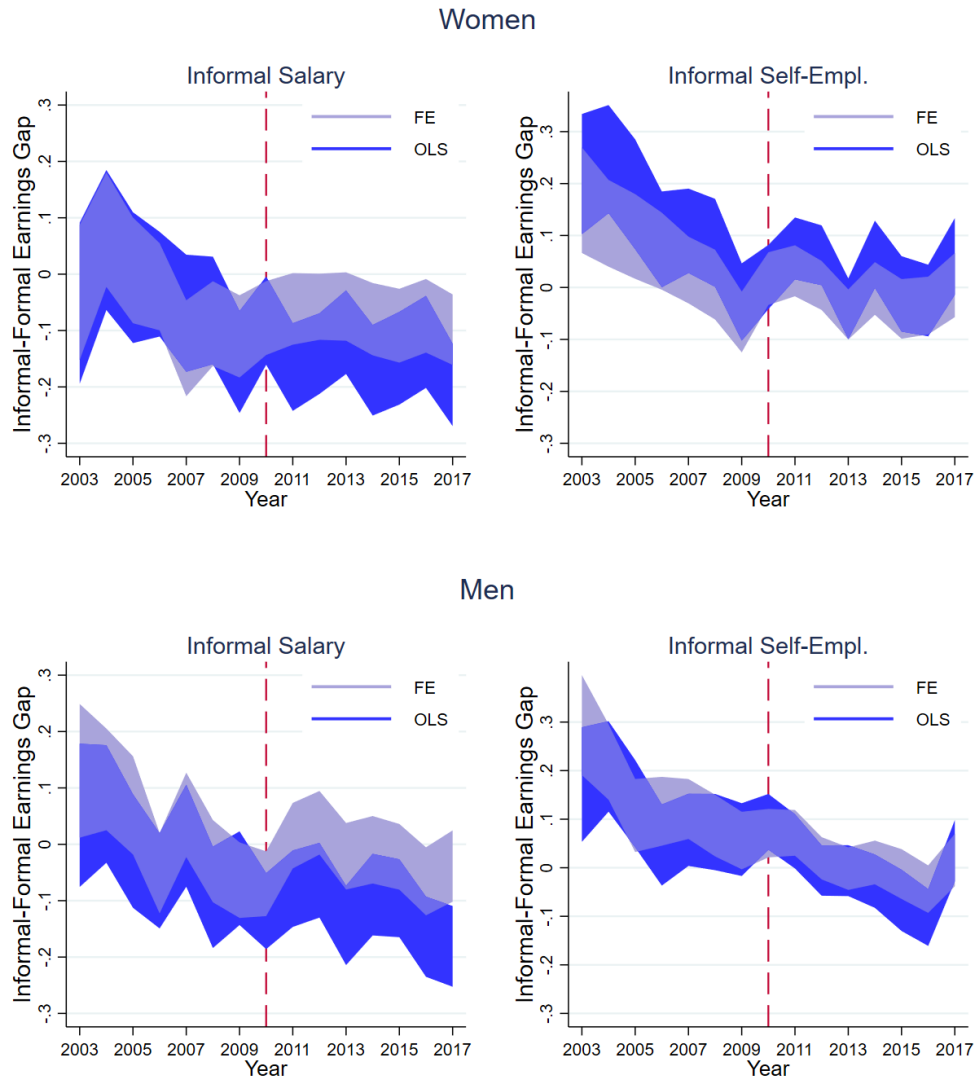 Women
Informal Salary
Informal-Formal Earnings Gap
.3
.2
.1
0
-.1
-.2
-.3
FE
OLS
2003 2005 2007 2009 2011 2013 2015 2017
Year
Informal Self-Empl.
Informal-Formal Earnings Gap
.3
.2
.1
0
-.1
-.2
-.3
FE
OLS
2003 2005 2007 2009 2011 2013 2015 2017
Year
Men
Informal Salary
Informal-Formal Earnings Gap
.3
.2
.1
0
-.1
-.2
-.3
FE
OLS
2003 2005 2007 2009 2011 2013 2015 2017
Year
Informal Self-Empl.
Informal-Formal Earnings Gap
.3
.2
.1
0
-.1
-.2
-.3
FE
OLS
2003 2005 2007 2009 2011 2013 2015 2017
Year